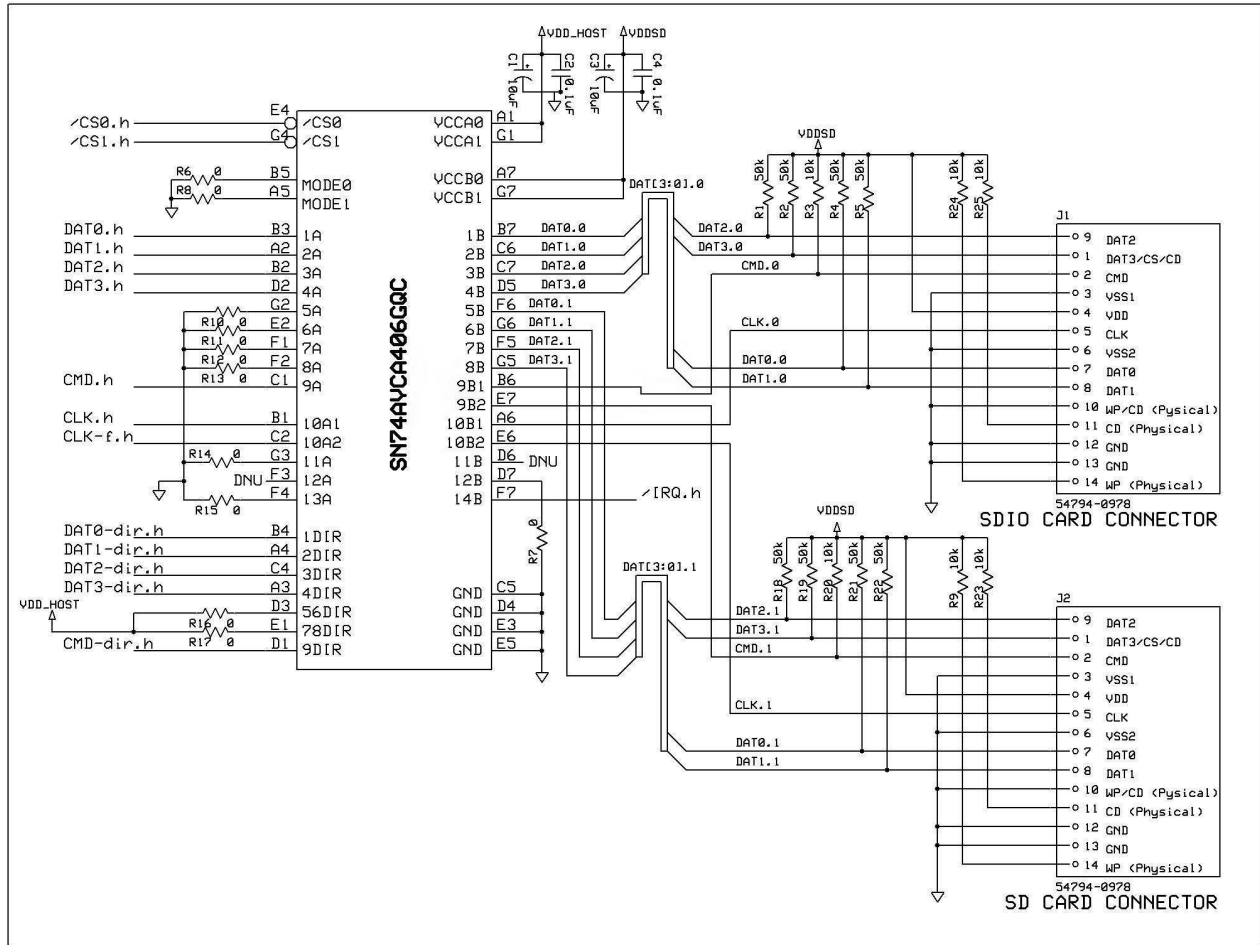 VDD_HOST
VDDSD
C1
10uF
C2
0.1uF
C3
10uF
C4
0.1uF
/CS0.h
E4
/CS0
/CS1.h
G4
/CS1
R6 0
B5
MODE0
R8 0
A5
MODE1
DAT0.h
B3
1A
DAT1.h
A2
2A
DAT2.h
B2
3A
DAT3.h
D2
4A
G2
5A
R10 0
E2
6A
R11 0
F1
7A
R12 0
F2
8A
R13 0
CMD.h
C1
9A
CLK.h
B1
10A1
CLK-f.h
C2
10A2
R14 0
G3
11A
DNU
F3
12A
F4
13A
R15 0
DAT0-dir.h
B4
1DIR
DAT1-dir.h
A4
2DIR
DAT2-dir.h
C4
3DIR
DAT3-dir.h
A3
4DIR
VDD_HOST
D3
56DIR
R16 0
E1
78DIR
R17 0
CMD-dir.h
D1
9DIR
SN74AVCA406GQC
VCCA0
A1
VCCA1
G1
VCCB0
A7
VCCB1
G7
1B
B7
DAT0.0
2B
C6
DAT1.0
3B
C7
DAT2.0
4B
D5
DAT3.0
5B
F6
DAT0.1
6B
G6
DAT1.1
7B
F5
DAT2.1
8B
G5
DAT3.1
9B1
B6
9B2
E7
10B1
A6
10B2
E6
11B
D6
DNU
12B
D7
14B
F7
/IRQ.h
R7 0
GND
C5
GND
D4
GND
E3
GND
E5
DAT[3:0].0
DAT2.0
DAT3.0
CMD.0
CLK.0
DAT0.0
DAT1.0
VDDSD
R1 50k
R2 50k
R3 10k
R4 50k
R5 50k
R24 10k
R25 10k
J1
9 DAT2
1 DAT3/CS/CD
2 CMD
3 VSS1
4 VDD
5 CLK
6 VSS2
7 DAT0
8 DAT1
10 WP/CD (Pysical)
11 CD (Physical)
12 GND
13 GND
14 WP (Physical)
54794-0978
SDIO CARD CONNECTOR
DAT[3:0].1
DAT2.1
DAT3.1
CMD.1
CLK.1
DAT0.1
DAT1.1
VDDSD
R18 50k
R19 50k
R20 10k
R21 50k
R22 50k
R9 10k
R23 10k
J2
9 DAT2
1 DAT3/CS/CD
2 CMD
3 VSS1
4 VDD
5 CLK
6 VSS2
7 DAT0
8 DAT1
10 WP/CD (Pysical)
11 CD (Physical)
12 GND
13 GND
14 WP (Physical)
54794-0978
SD CARD CONNECTOR